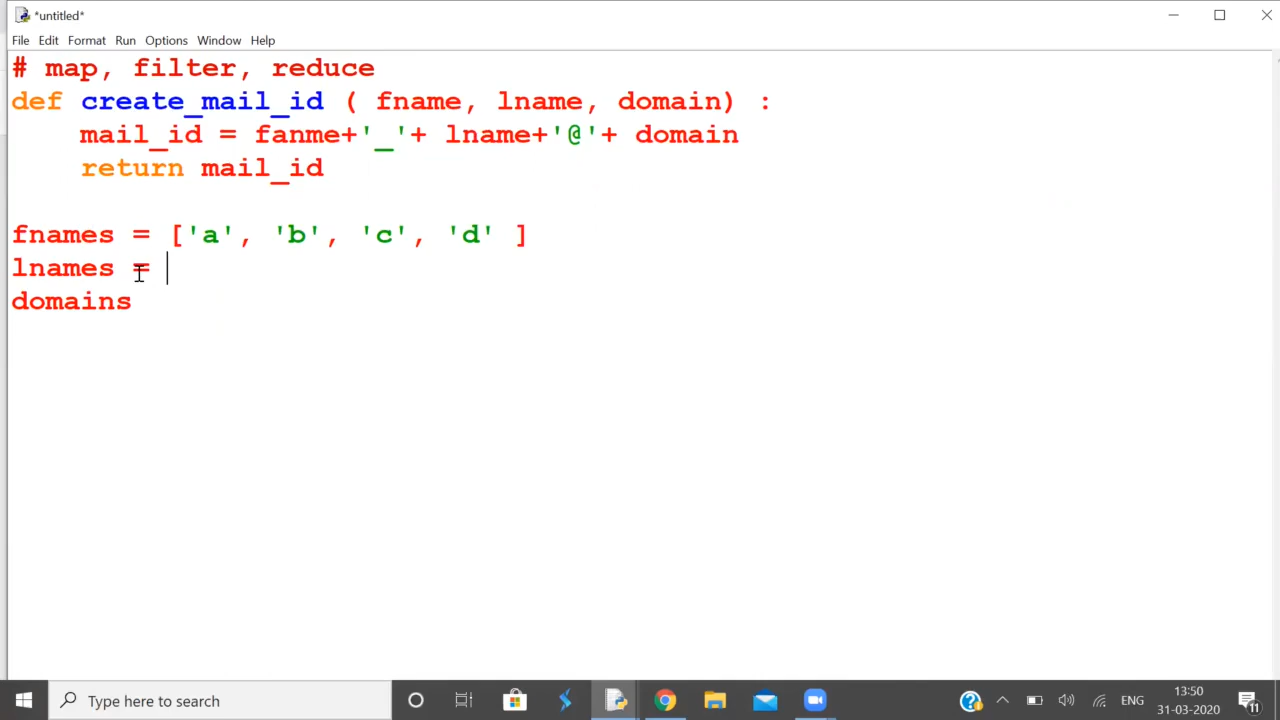 *untitled*
File Edit Format Run Options Window Help
# map, filter, reduce
def create_mail_id ( fname, lname, domain) :
    mail_id = fanme+'_'+ lname+'@'+ domain
    return mail_id
fnames = ['a', 'b', 'c', 'd' ]
lnames =
domains
Type here to search
ENG
13:50
31-03-2020
11